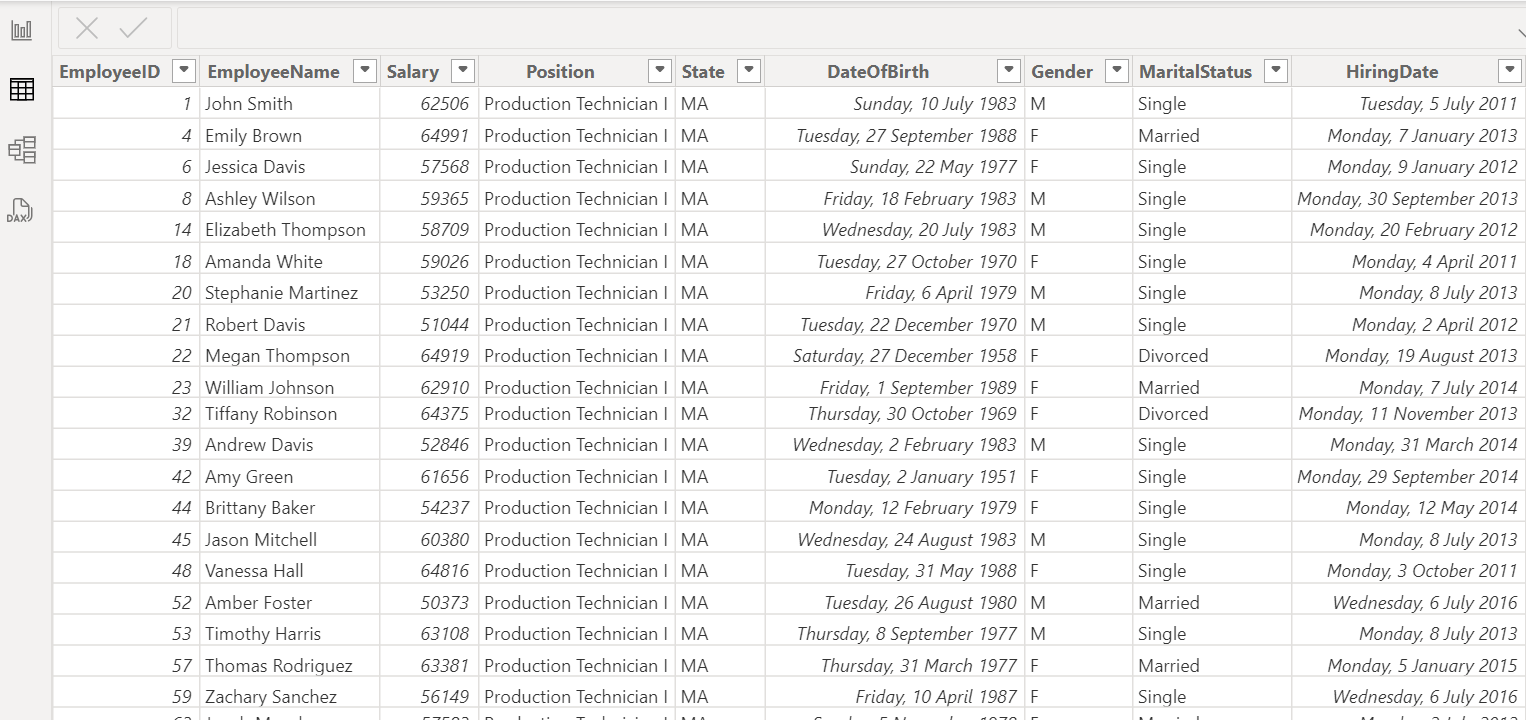 EmployeeID EmployeeName Salary Position State DateOfBirth Gender MaritalStatus HiringDate
1 John Smith 62506 Production Technician I MA Sunday, 10 July 1983 M Single Tuesday, 5 July 2011
4 Emily Brown 64991 Production Technician I MA Tuesday, 27 September 1988 F Married Monday, 7 January 2013
6 Jessica Davis 57568 Production Technician I MA Sunday, 22 May 1977 F Single Monday, 9 January 2012
DAX 8 Ashley Wilson 59365 Production Technician I MA Friday, 18 February 1983 M Single Monday, 30 September 2013
14 Elizabeth Thompson 58709 Production Technician I MA Wednesday, 20 July 1983 M Single Monday, 20 February 2012
18 Amanda White 59026 Production Technician I MA Tuesday, 27 October 1970 F Single Monday, 4 April 2011
20 Stephanie Martinez 53250 Production Technician I MA Friday, 6 April 1979 M Single Monday, 8 July 2013
21 Robert Davis 51044 Production Technician I MA Tuesday, 22 December 1970 M Single Monday, 2 April 2012
22 Megan Thompson 64919 Production Technician I MA Saturday, 27 December 1958 F Divorced Monday, 19 August 2013
23 William Johnson 62910 Production Technician I MA Friday, 1 September 1989 F Married Monday, 7 July 2014
32 Tiffany Robinson 64375 Production Technician I MA Thursday, 30 October 1969 F Divorced Monday, 11 November 2013
39 Andrew Davis 52846 Production Technician I MA Wednesday, 2 February 1983 M Single Monday, 31 March 2014
42 Amy Green 61656 Production Technician I MA Tuesday, 2 January 1951 F Single Monday, 29 September 2014
44 Brittany Baker 54237 Production Technician I MA Monday, 12 February 1979 F Single Monday, 12 May 2014
45 Jason Mitchell 60380 Production Technician I MA Wednesday, 24 August 1983 M Single Monday, 8 July 2013
48 Vanessa Hall 64816 Production Technician I MA Tuesday, 31 May 1988 F Single Monday, 3 October 2011
52 Amber Foster 50373 Production Technician I MA Tuesday, 26 August 1980 M Married Wednesday, 6 July 2016
53 Timothy Harris 63108 Production Technician I MA Thursday, 8 September 1977 M Single Monday, 8 July 2013
57 Thomas Rodriguez 63381 Production Technician I MA Thursday, 31 March 1977 F Married Monday, 5 January 2015
59 Zachary Sanchez 56149 Production Technician I MA Friday, 10 April 1987 F Single Wednesday, 6 July 2016